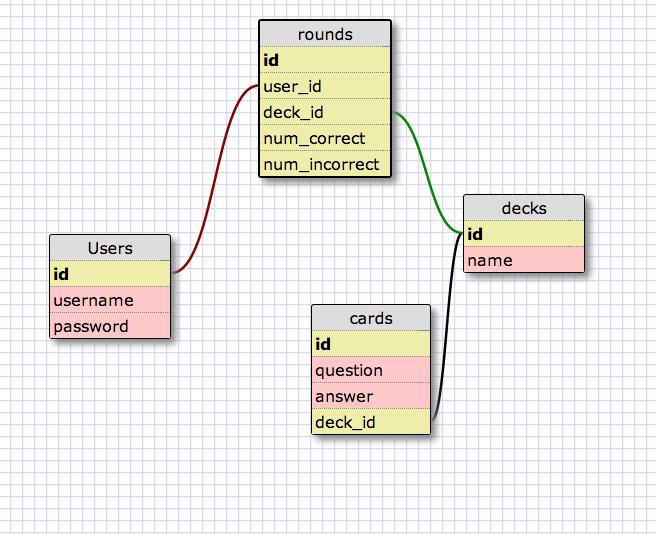 rounds
id
user_id
deck_id
num_correct
num_incorrect
decks
id
name
Users
id
username
password
cards
id
question
answer
deck_id